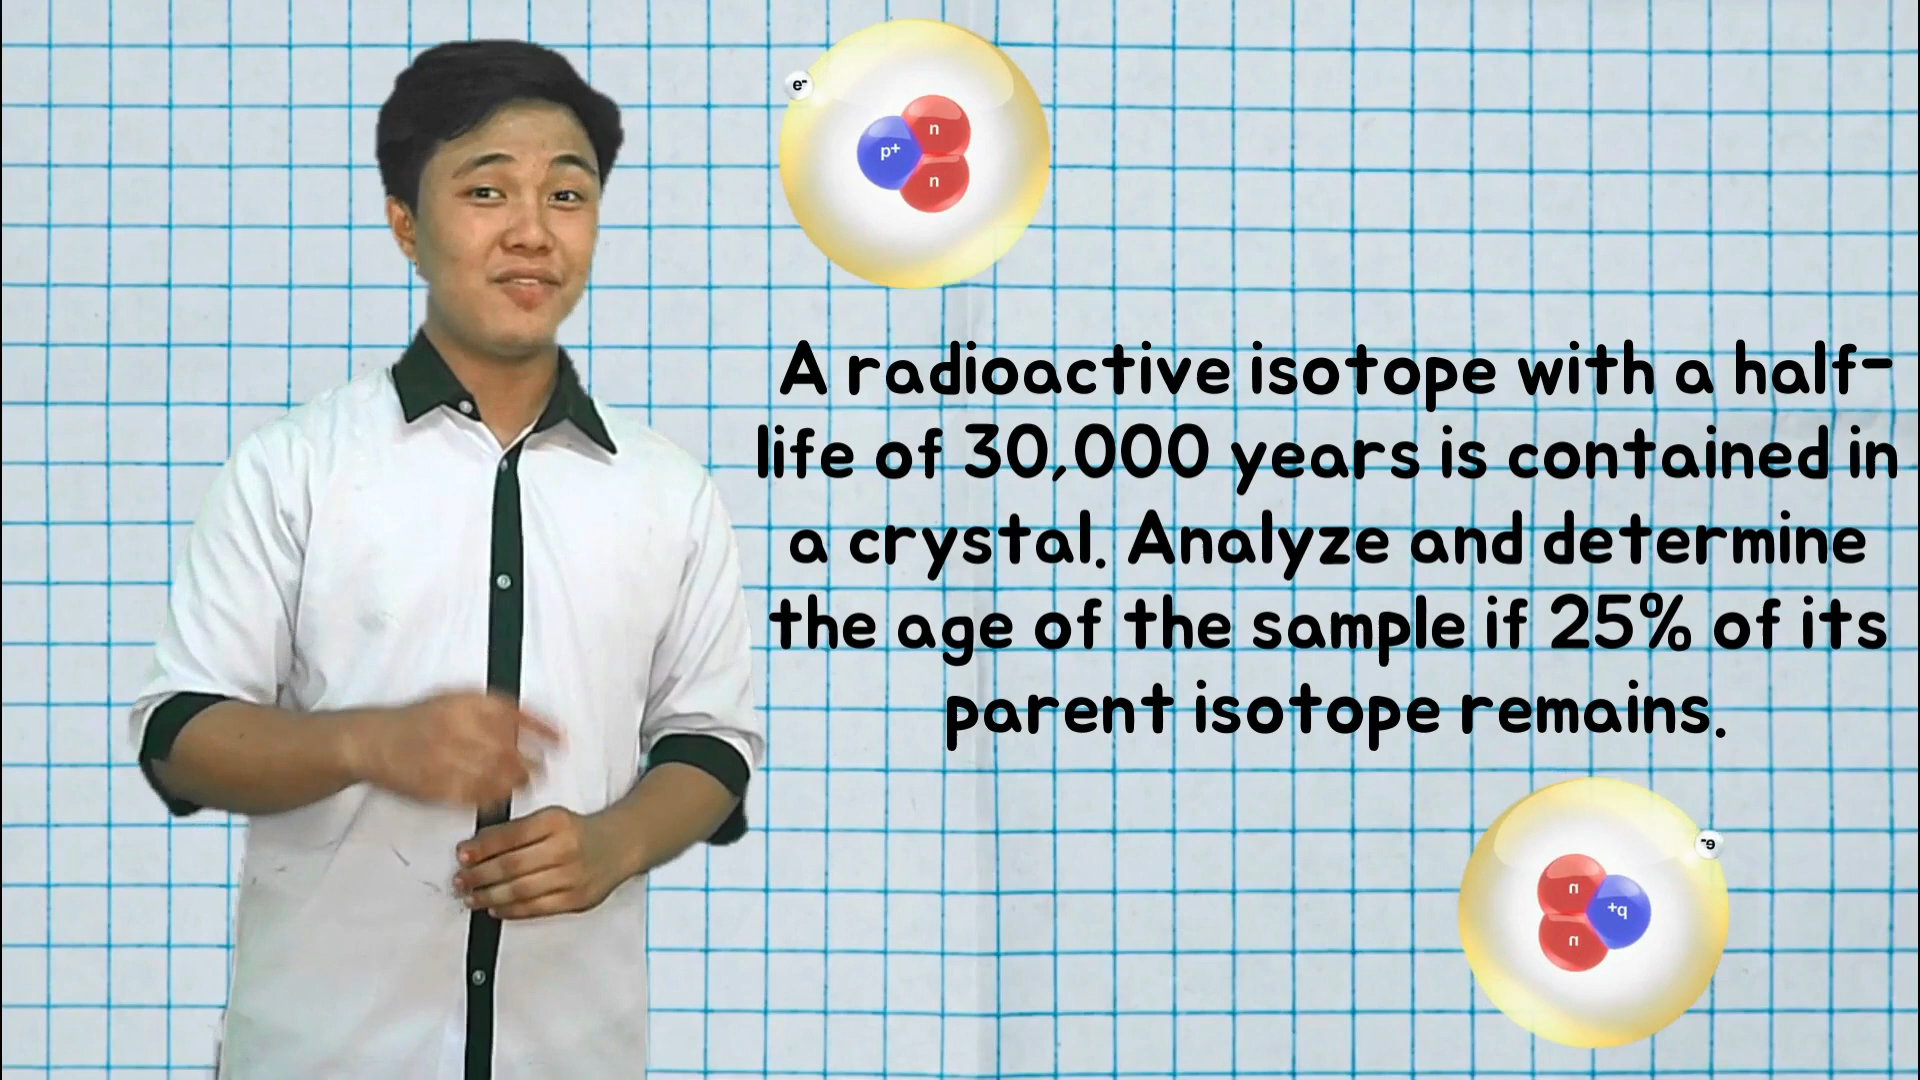 e-
n
p+
n
A radioactive isotope with a half-
life of 30,000 years is contained in
a crystal. Analyze and determine
the age of the sample if 25% of its
parent isotope remains.
e-
n
p+
n